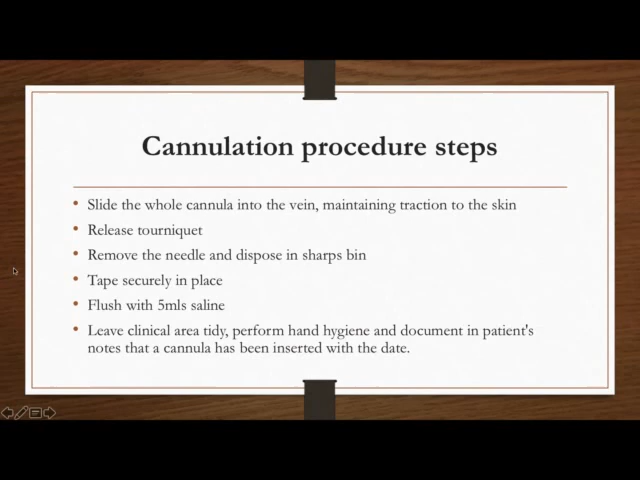 Cannulation procedure steps
• Slide the whole cannula into the vein, maintaining traction to the skin
• Release tourniquet
• Remove the needle and dispose in sharps bin
• Tape securely in place
• Flush with 5mls saline
• Leave clinical area tidy, perform hand hygiene and document in patient's
notes that a cannula has been inserted with the date.